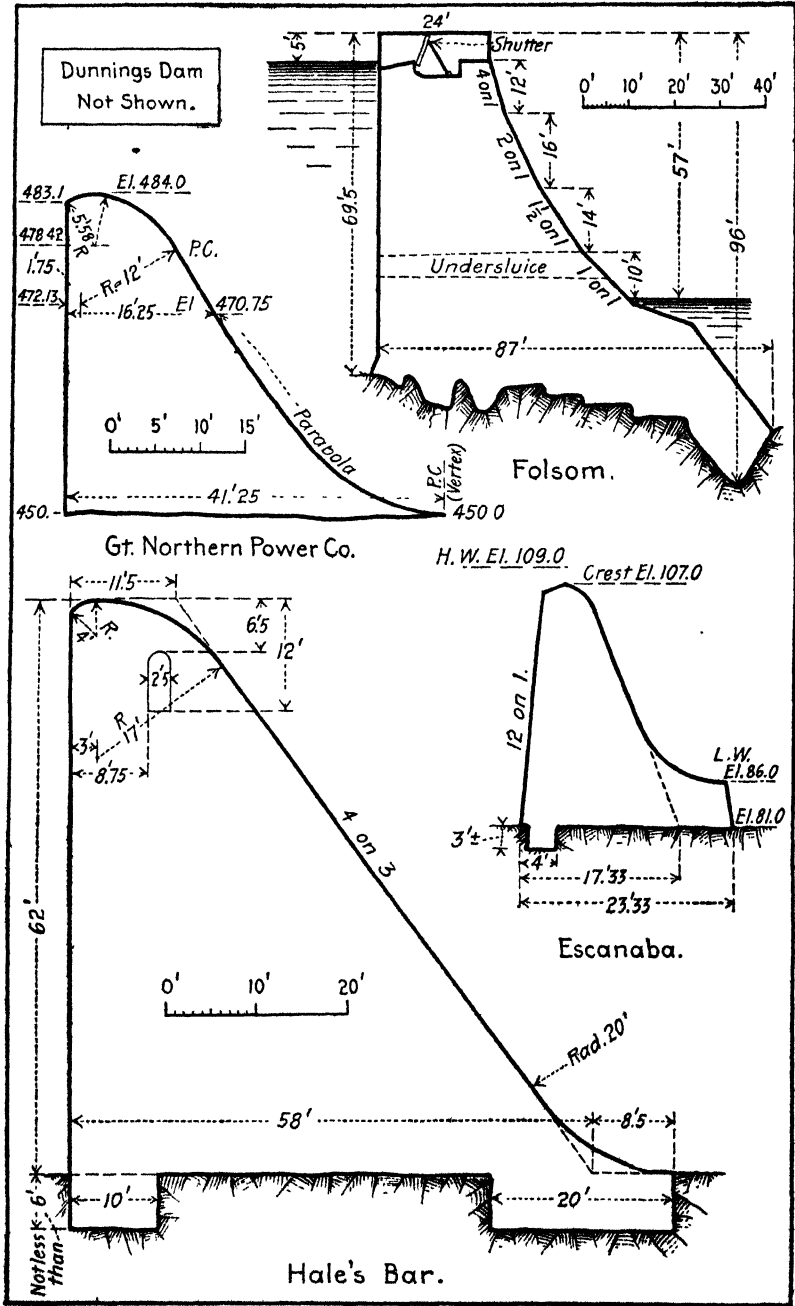 Dunnings Dam
Not Shown.
24'
5'
Shutter
4 on 1
12'
0' 10' 20' 40'
2 on 1
16'
57'
69.'5
1½ on 1
14'
96'
Undersluice
1 on 1
10'
87'
Folsom.
483.1
El. 484.0
5.'58 R
478.42
P.C.
1.'75
R=12'
472.13
16.'25
El 470.75
0' 5' 10' 15'
Parabola
P.C.
(Vertex)
41.'25
450.-
450 0
Gt. Northern Power Co.
H.W. El. 109.0
Crest El. 107.0
12 on 1.
L.W.
El. 86.0
El. 81.0
3'±
4'
17.'33
23.'33
Escanaba.
11.'5
4' R.
6.'5
12'
2.'5
R
17'
3'
8.'75
4 on 3
62'
0' 10' 20'
Rad. 20'
58'
8.'5
6'
10'
20'
Not less
than
Hale's Bar.